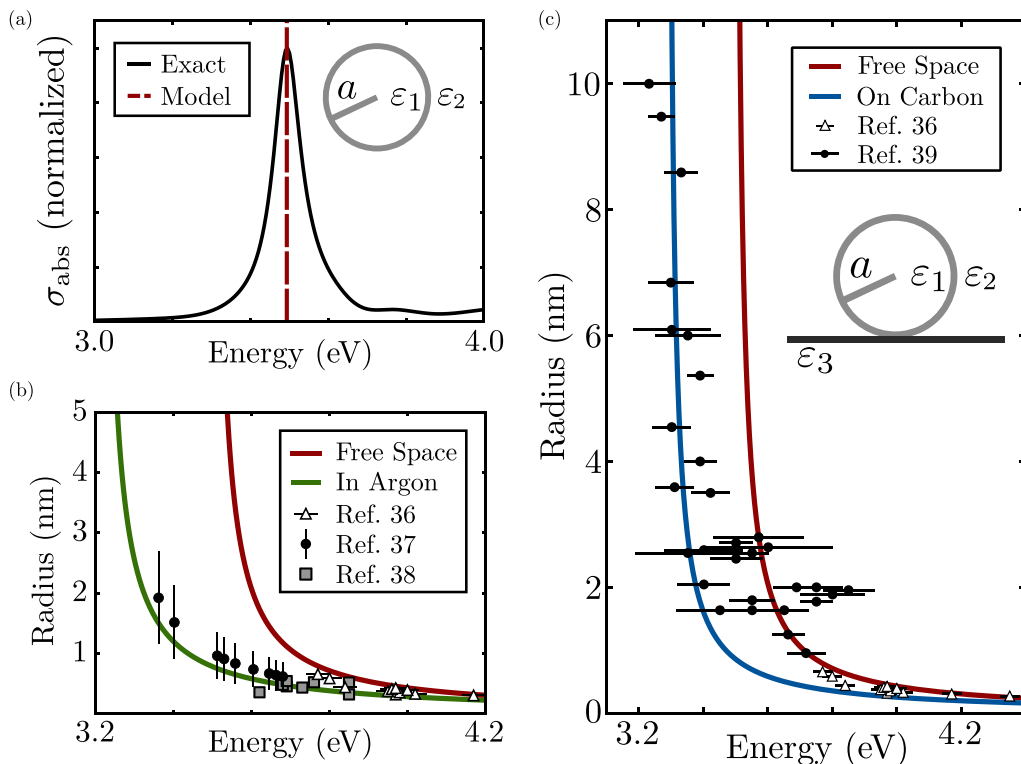 (a)
σabs (normalized)
Exact
Model
a
ε1
ε2
3.0
Energy (eV)
4.0
(b)
Radius (nm)
5
4
3
2
1
Free Space
In Argon
Ref. 36
Ref. 37
Ref. 38
3.2
Energy (eV)
4.2
(c)
Radius (nm)
10
8
6
4
2
0
Free Space
On Carbon
Ref. 36
Ref. 39
a
ε1
ε2
ε3
3.2
Energy (eV)
4.2